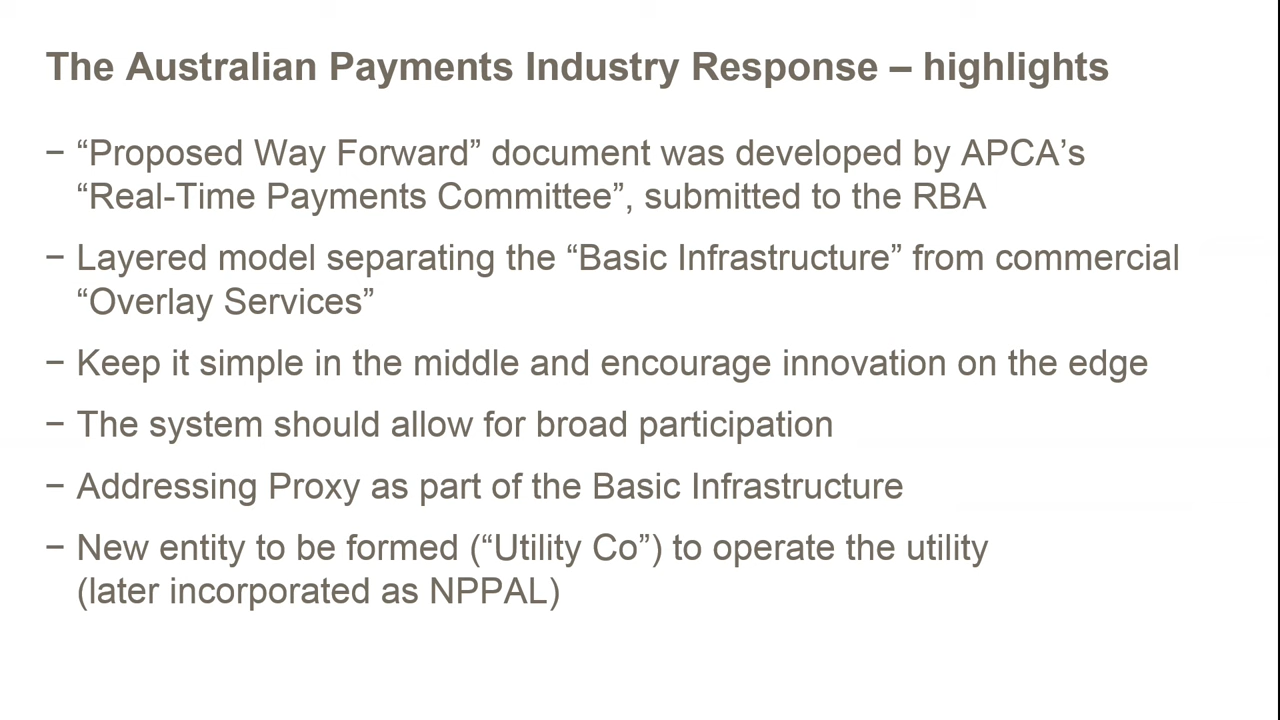 The Australian Payments Industry Response – highlights
− “Proposed Way Forward” document was developed by APCA’s
“Real-Time Payments Committee”, submitted to the RBA
− Layered model separating the “Basic Infrastructure” from commercial
“Overlay Services”
− Keep it simple in the middle and encourage innovation on the edge
− The system should allow for broad participation
− Addressing Proxy as part of the Basic Infrastructure
− New entity to be formed (“Utility Co”) to operate the utility
(later incorporated as NPPAL)